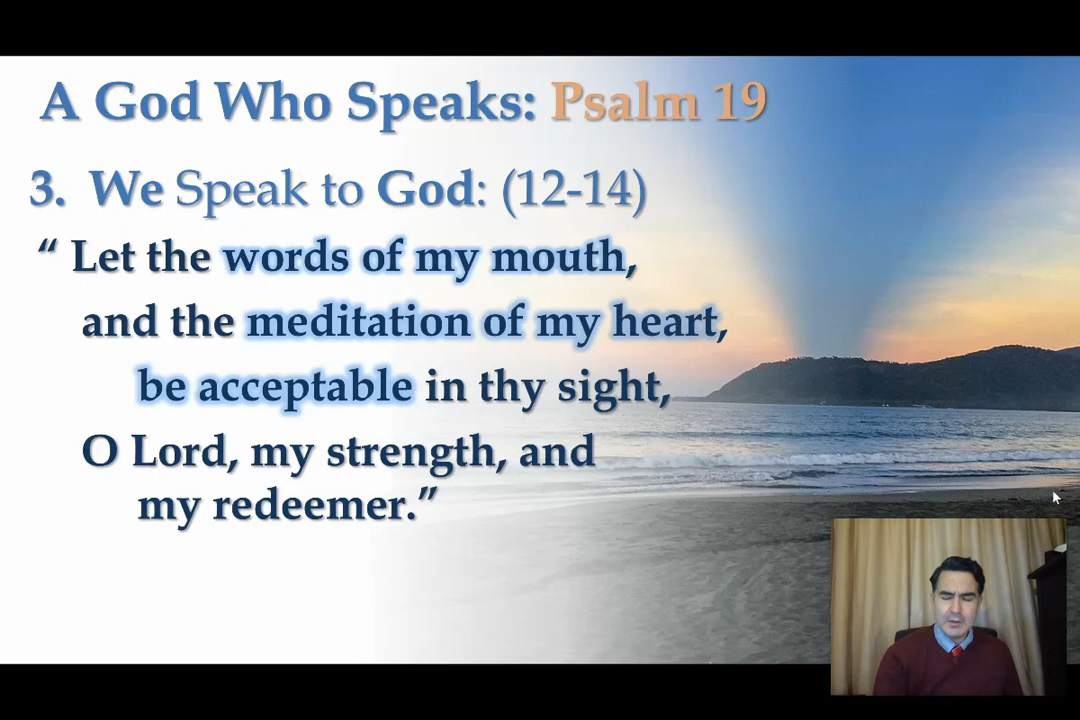 A God Who Speaks: Psalm 19
3. We Speak to God: (12-14)
“ Let the words of my mouth,
and the meditation of my heart,
be acceptable in thy sight,
O Lord, my strength, and
my redeemer.”